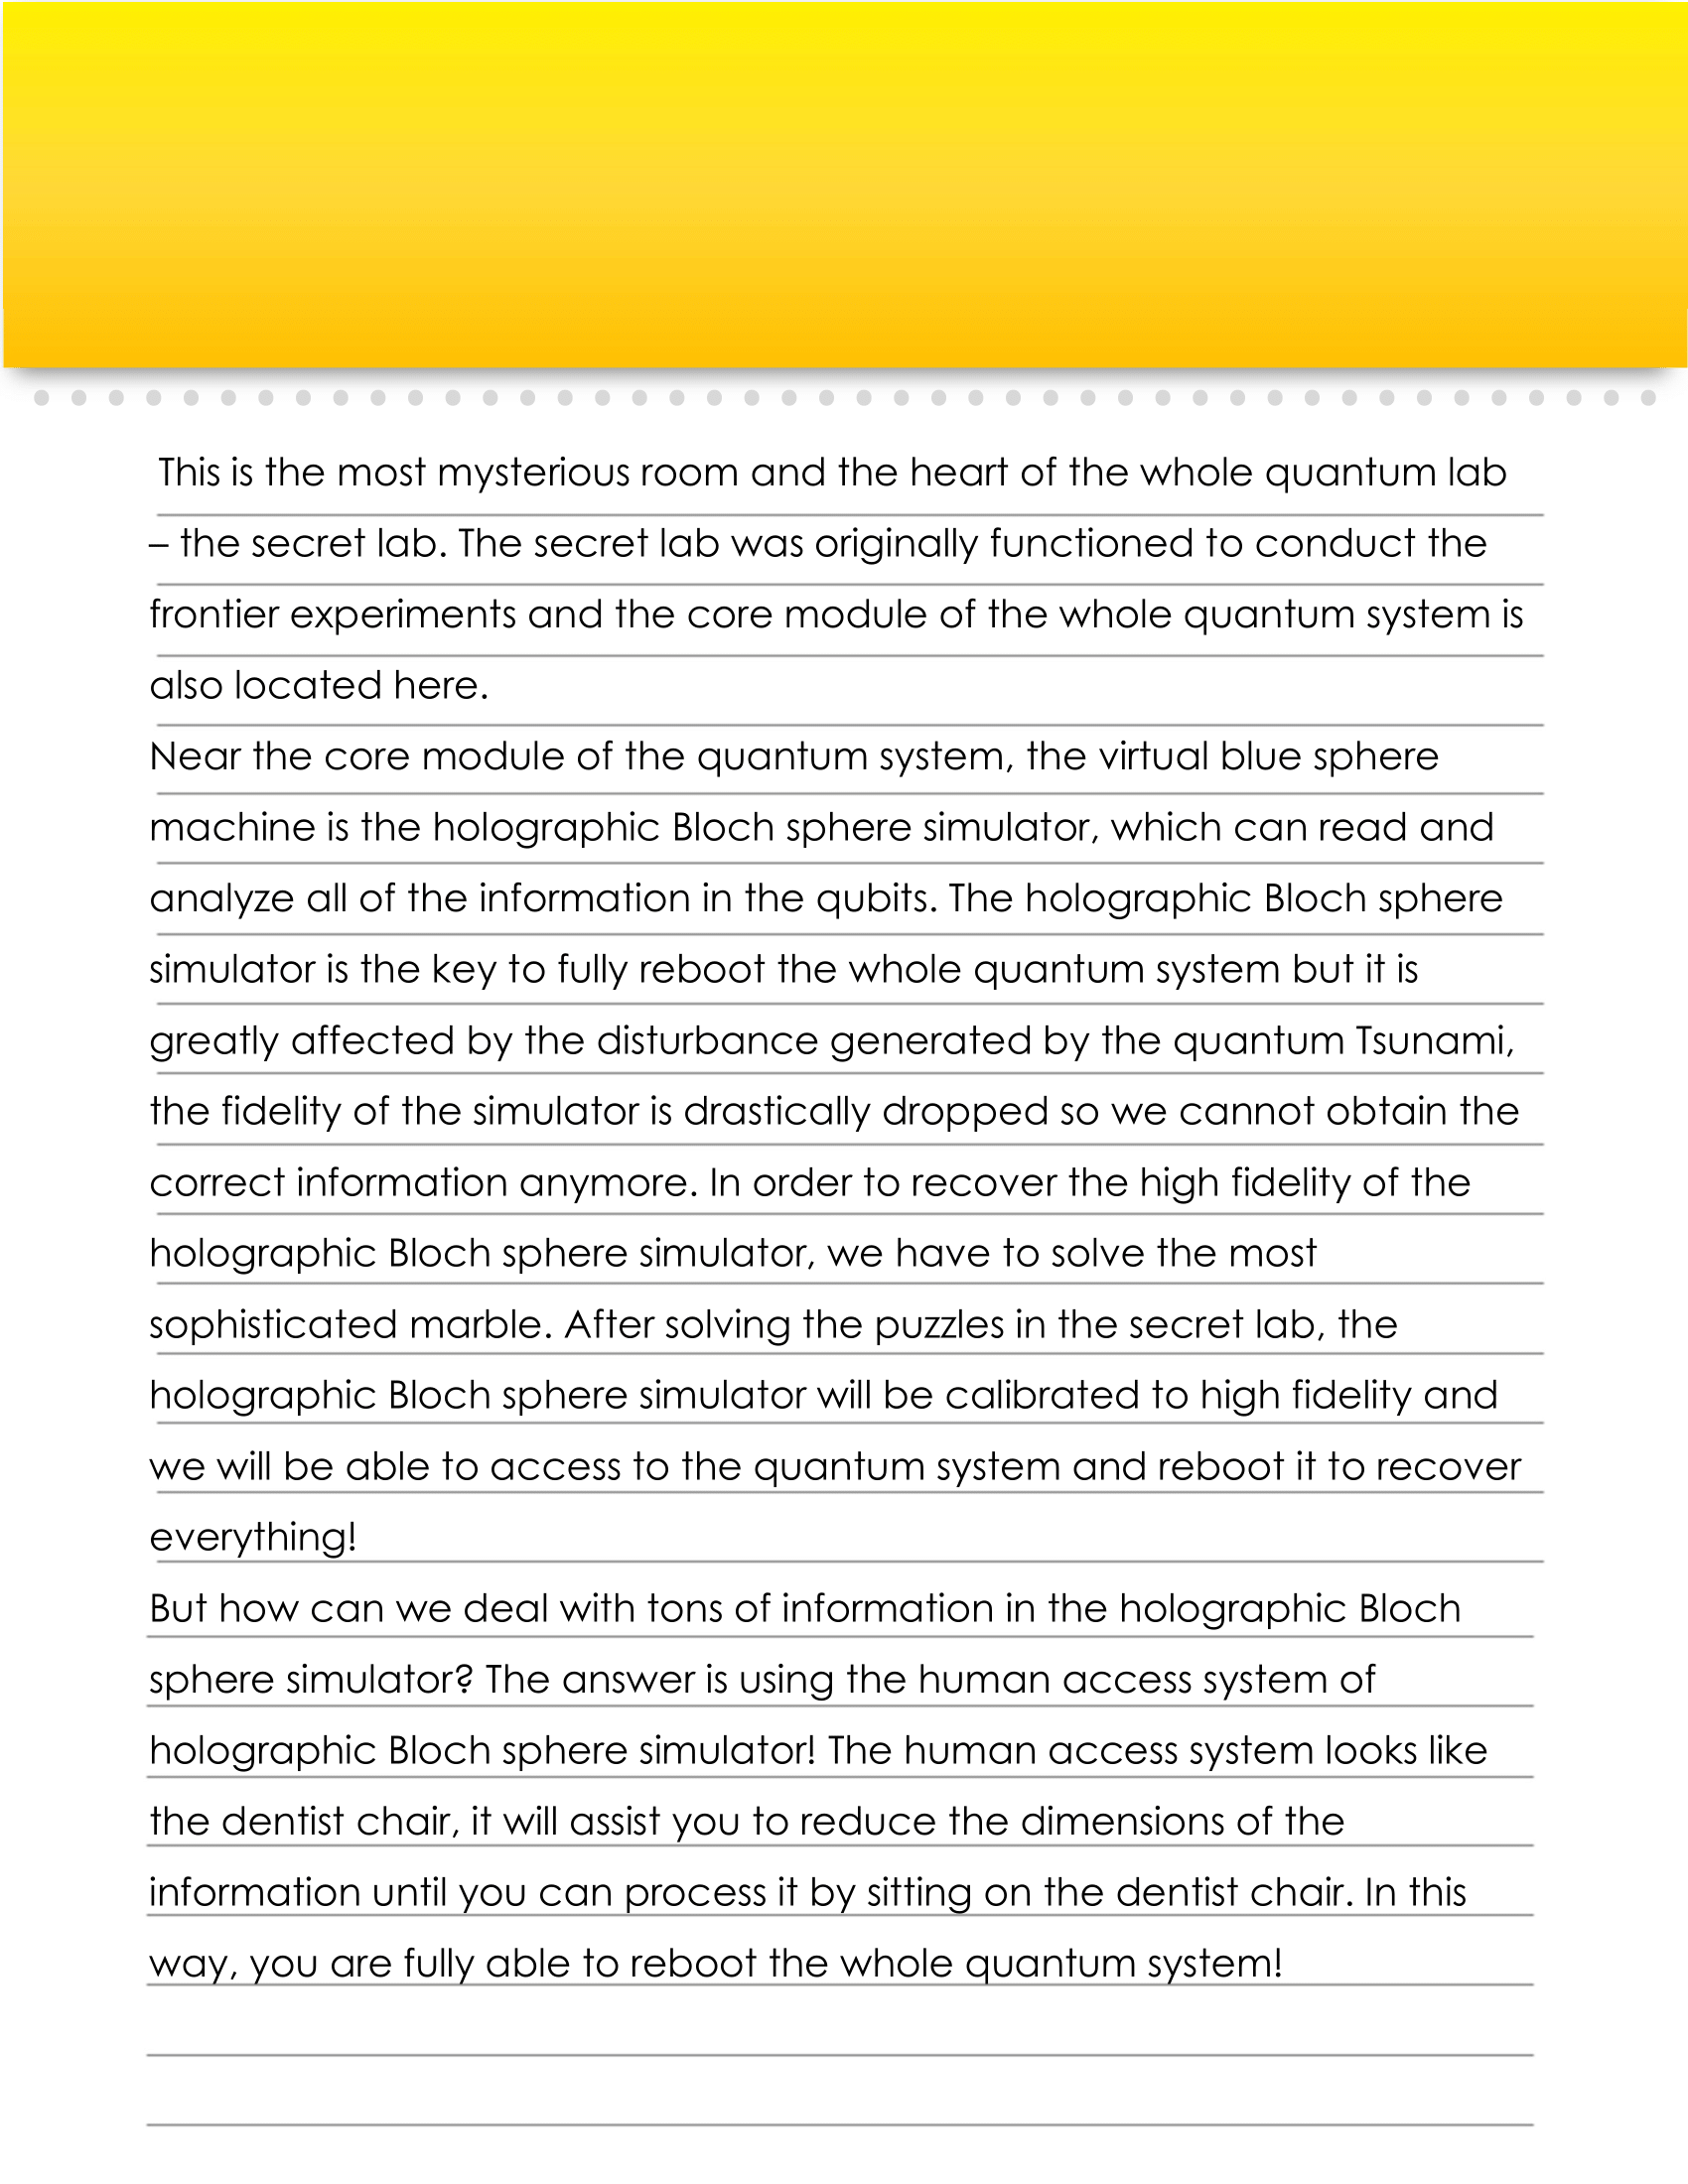 This is the most mysterious room and the heart of the whole quantum lab
– the secret lab. The secret lab was originally functioned to conduct the
frontier experiments and the core module of the whole quantum system is
also located here.
Near the core module of the quantum system, the virtual blue sphere
machine is the holographic Bloch sphere simulator, which can read and
analyze all of the information in the qubits. The holographic Bloch sphere
simulator is the key to fully reboot the whole quantum system but it is
greatly affected by the disturbance generated by the quantum Tsunami,
the fidelity of the simulator is drastically dropped so we cannot obtain the
correct information anymore. In order to recover the high fidelity of the
holographic Bloch sphere simulator, we have to solve the most
sophisticated marble. After solving the puzzles in the secret lab, the
holographic Bloch sphere simulator will be calibrated to high fidelity and
we will be able to access to the quantum system and reboot it to recover
everything!
But how can we deal with tons of information in the holographic Bloch
sphere simulator? The answer is using the human access system of
holographic Bloch sphere simulator! The human access system looks like
the dentist chair, it will assist you to reduce the dimensions of the
information until you can process it by sitting on the dentist chair. In this
way, you are fully able to reboot the whole quantum system!